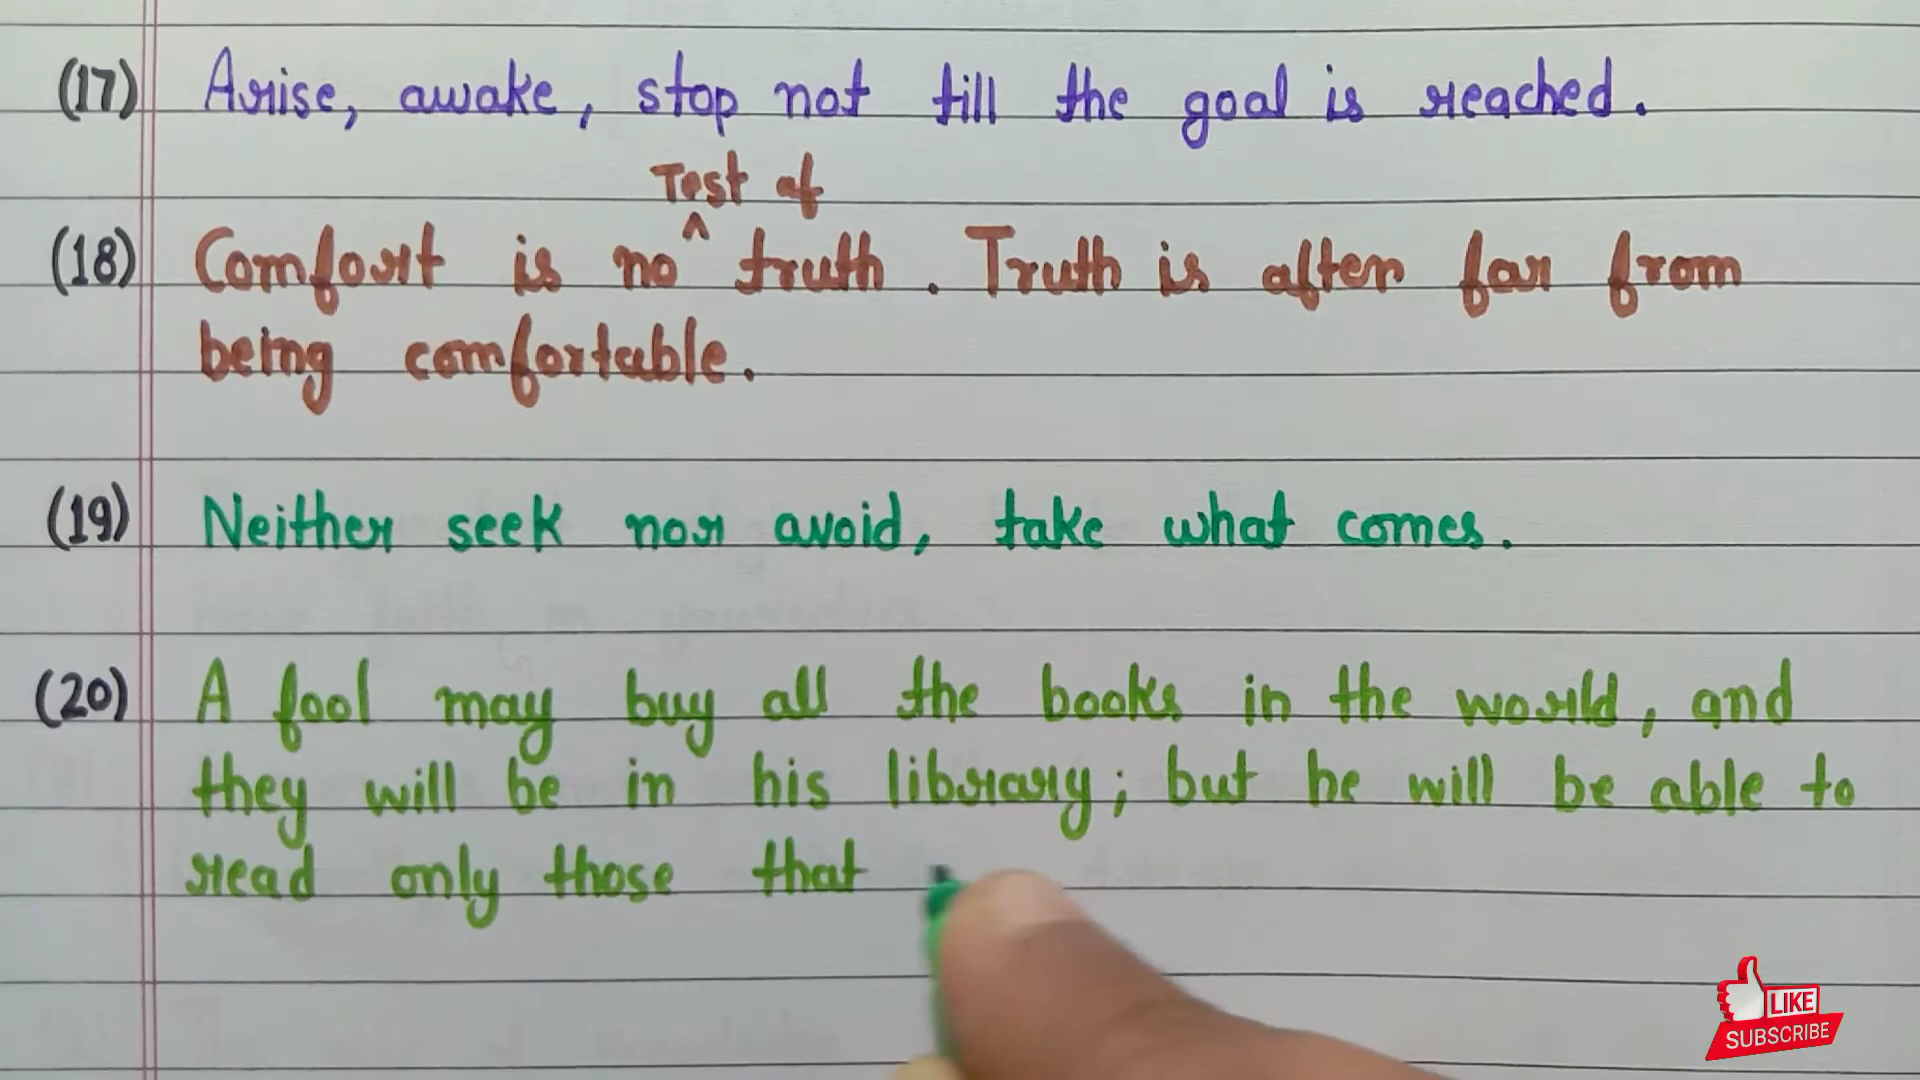 (17) Arise, awake, stop not till the goal is reached.
Test of
(18) Comfort is no ^ truth. Truth is often far from
being comfortable.
(19) Neither seek nor avoid, take what comes.
(20) A fool may buy all the books in the world, and
they will be in his library; but he will be able to
read only those that
LIKE
SUBSCRIBE